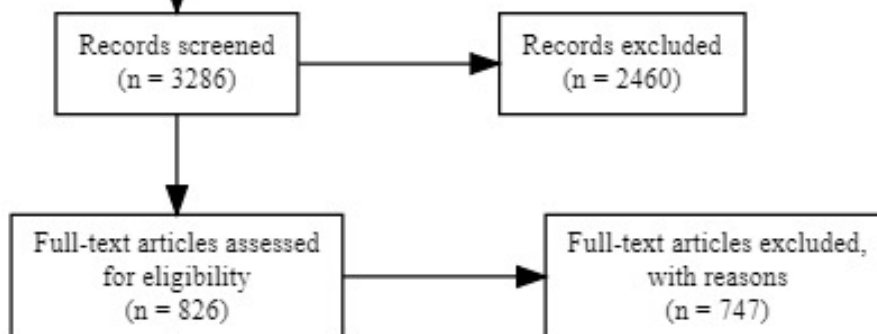 Records screened
(n = 3286)
Records excluded
(n = 2460)
Full-text articles assessed
for eligibility
(n = 826)
Full-text articles excluded,
with reasons
(n = 747)